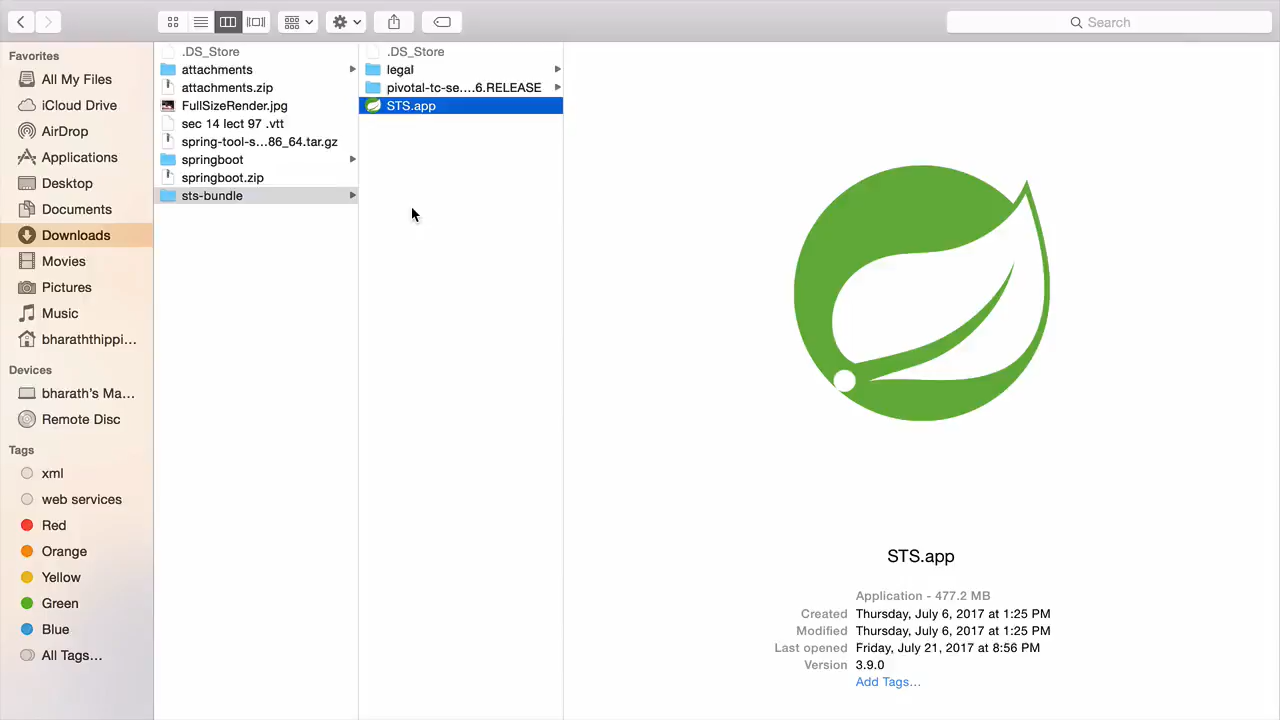 Search
Favorites
All My Files
iCloud Drive
AirDrop
Applications
Desktop
Documents
Downloads
Movies
Pictures
Music
bharaththippi...
Devices
bharath's Ma...
Remote Disc
Tags
xml
web services
Red
Orange
Yellow
Green
Blue
All Tags...
.DS_Store
attachments
attachments.zip
FullSizeRender.jpg
sec 14 lect 97 .vtt
spring-tool-s...86_64.tar.gz
springboot
springboot.zip
sts-bundle
.DS_Store
legal
pivotal-tc-se....6.RELEASE
STS.app
STS.app
Application - 477.2 MB
Created Thursday, July 6, 2017 at 1:25 PM
Modified Thursday, July 6, 2017 at 1:25 PM
Last opened Friday, July 21, 2017 at 8:56 PM
Version 3.9.0
Add Tags...